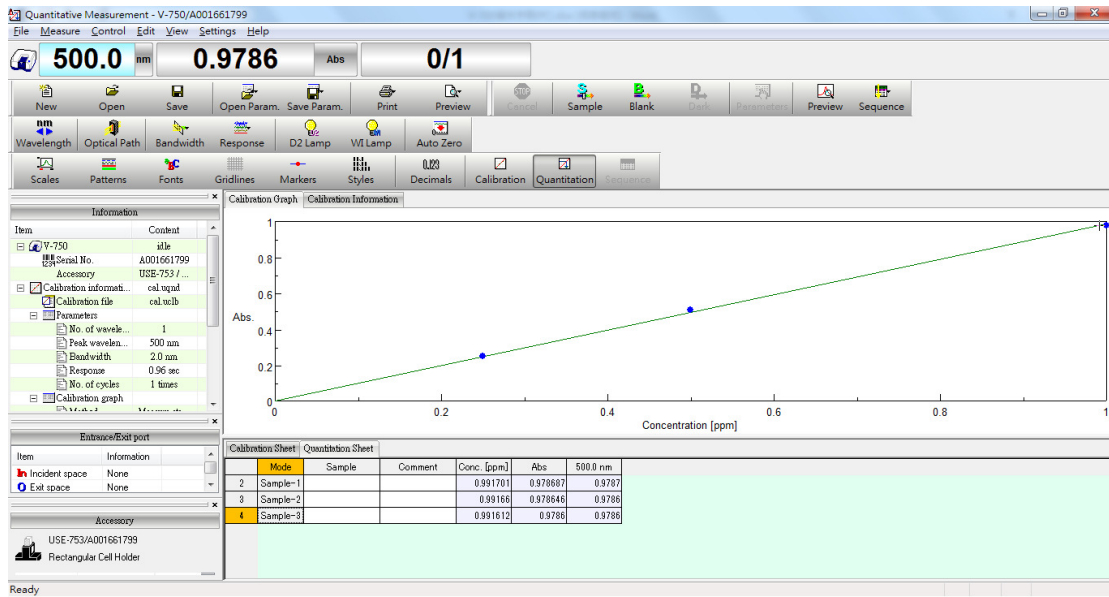 Quantitative Measurement - V-750/A001661799
File Measure Control Edit View Settings Help
500.0 nm 0.9786 Abs 0/1
New Open Save Open Param. Save Param. Print Preview Cancel Sample Blank Dark Parameters Preview Sequence
Wavelength Optical Path Bandwidth Response D2 Lamp WI Lamp Auto Zero
Scales Patterns Fonts Gridlines Markers Styles Decimals Calibration Quantitation Sequence
Information
Item Content
V-750 idle
Serial No. A001661799
Accessory USE-753 / ...
Calibration informati... cal.uqnd
Calibration file cal.uclb
Parameters
No. of wavele... 1
Peak wavelen... 500 nm
Bandwidth 2.0 nm
Response 0.96 sec
No. of cycles 1 times
Calibration graph
Entrance/Exit port
Item Information
In Incident space None
O Exit space None
Accessory
USE-753/A001661799
Rectangular Cell Holder
Calibration Graph Calibration Information
1
0.8
0.6
Abs.
0.4
0.2
0
0 0.2 0.4 0.6 0.8 1
Concentration [ppm]
Calibration Sheet Quantitation Sheet
Mode Sample Comment Conc. [ppm] Abs 500.0 nm
2 Sample-1 0.991701 0.978687 0.9787
3 Sample-2 0.99166 0.978646 0.9786
4 Sample-3 0.991612 0.9786 0.9786
Ready